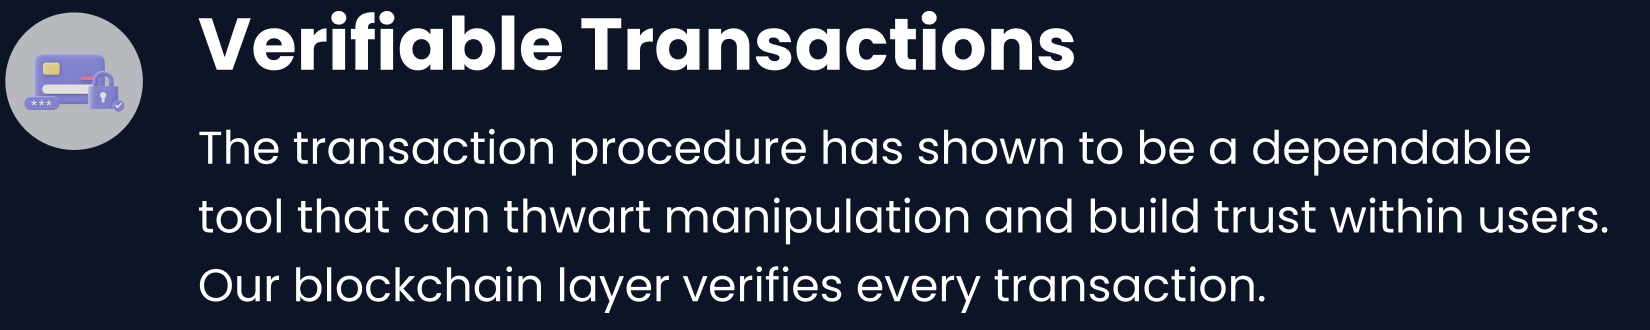 Verifiable Transactions
The transaction procedure has shown to be a dependable
tool that can thwart manipulation and build trust within users.
Our blockchain layer verifies every transaction.
***